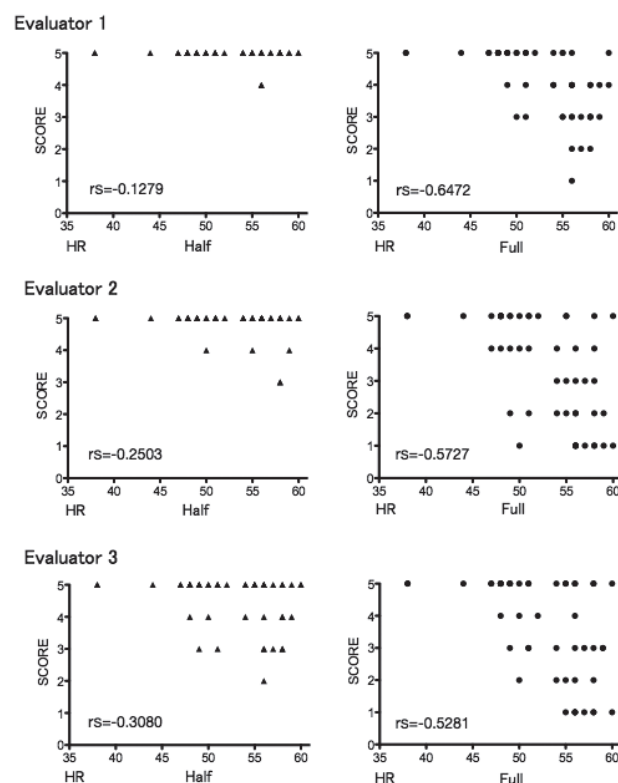 Evaluator 1
5
4
3
2
1
0
SCORE
rs=-0.1279
35 40 45 50 55 60
HR Half
5
4
3
2
1
0
SCORE
rs=-0.6472
35 40 45 50 55 60
HR Full
Evaluator 2
5
4
3
2
1
0
SCORE
rs=-0.2503
35 40 45 50 55 60
HR Half
5
4
3
2
1
0
SCORE
rs=-0.5727
35 40 45 50 55 60
HR Full
Evaluator 3
5
4
3
2
1
0
SCORE
rs=-0.3080
35 40 45 50 55 60
HR Half
5
4
3
2
1
0
SCORE
rs=-0.5281
35 40 45 50 55 60
HR Full